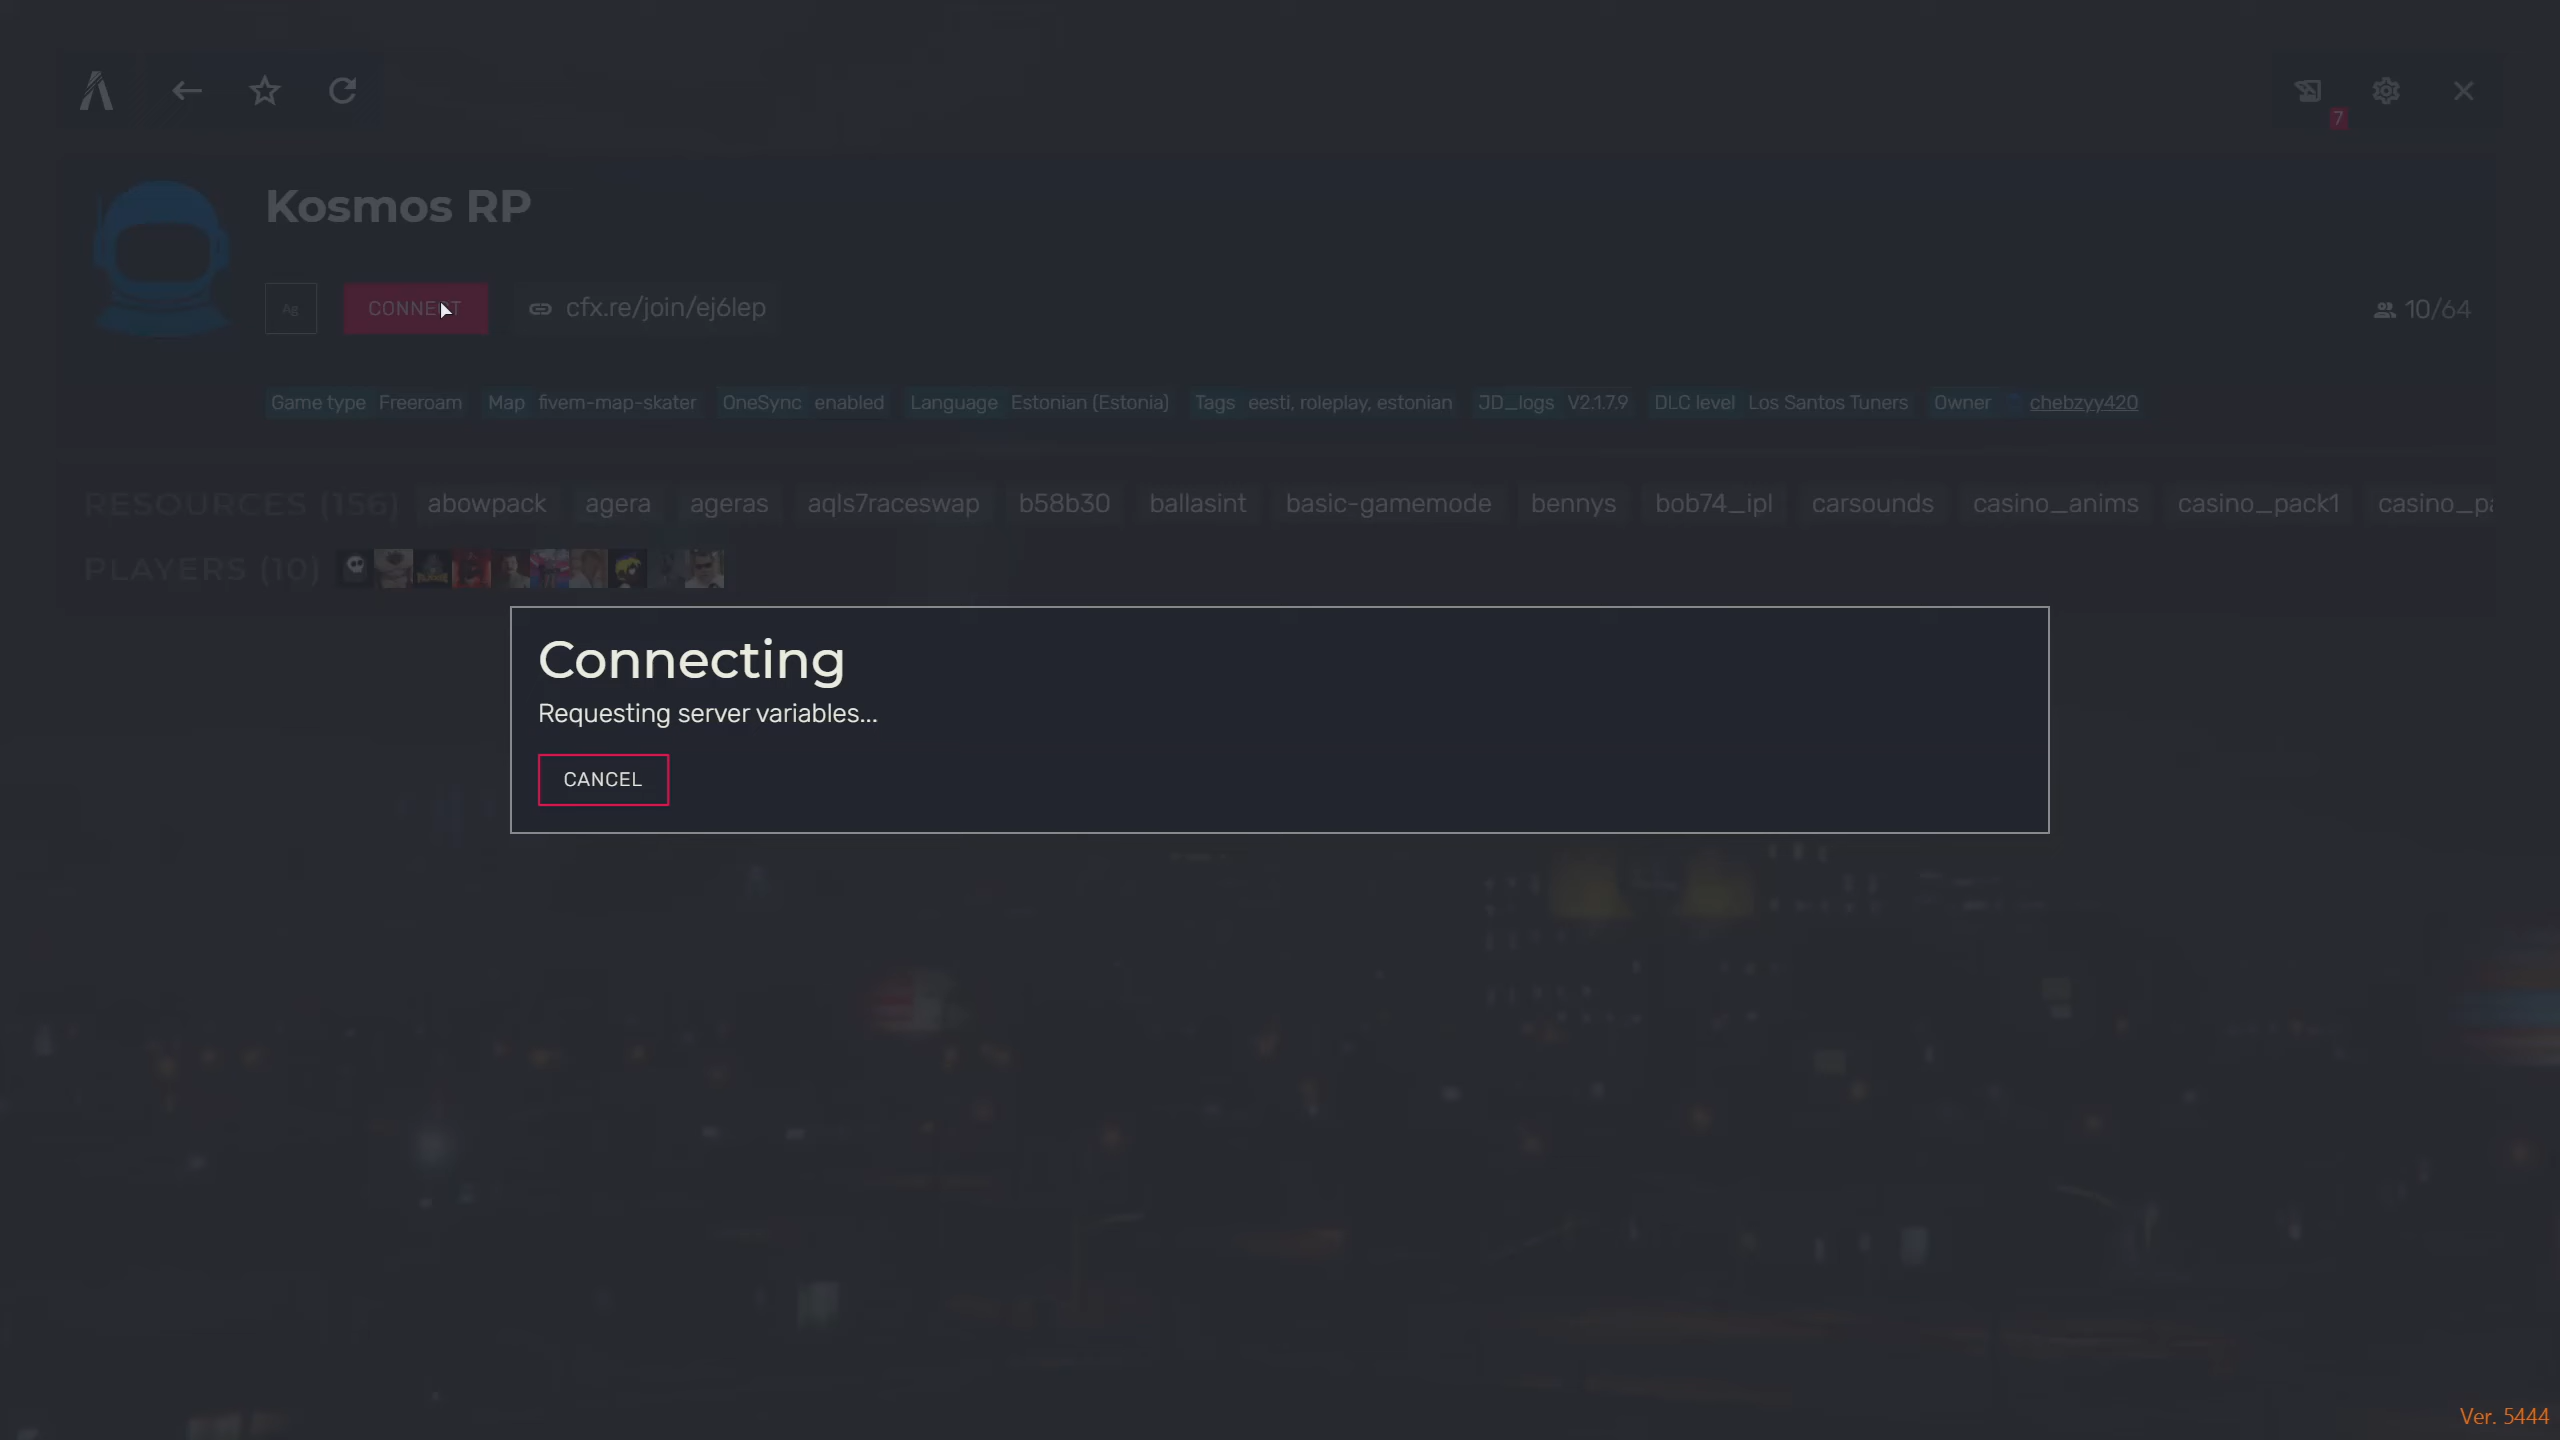 7
Kosmos RP
Ag
CONNECT
cfx.re/join/ej6lep
10/64
Game type Freeroam Map fivem-map-skater OneSync enabled Language Estonian (Estonia) Tags eesti, roleplay, estonian JD_logs V2.1.7.9 DLC level Los Santos Tuners Owner chebzyy420
RESOURCES (156) abowpack agera ageras aqls7raceswap b58b30 ballasint basic-gamemode bennys bob74_ipl carsounds casino_anims casino_pack1 casino_pa
PLAYERS (10)
Connecting
Requesting server variables...
CANCEL
Ver. 5444